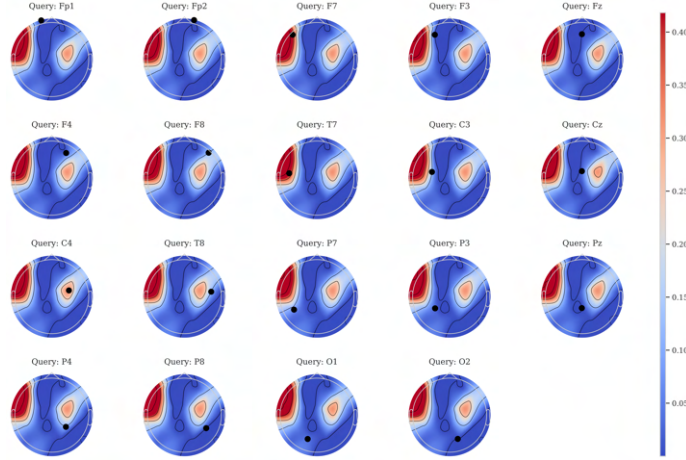 Query: Fp1 Query: Fp2 Query: F7 Query: F3 Query: Fz
0.40
0.35
0.30
Query: F4 Query: F8 Query: T7 Query: C3 Query: Cz
0.25
0.20
Query: C4 Query: T8 Query: P7 Query: P3 Query: Pz
0.15
0.10
Query: P4 Query: P8 Query: O1 Query: O2
0.05